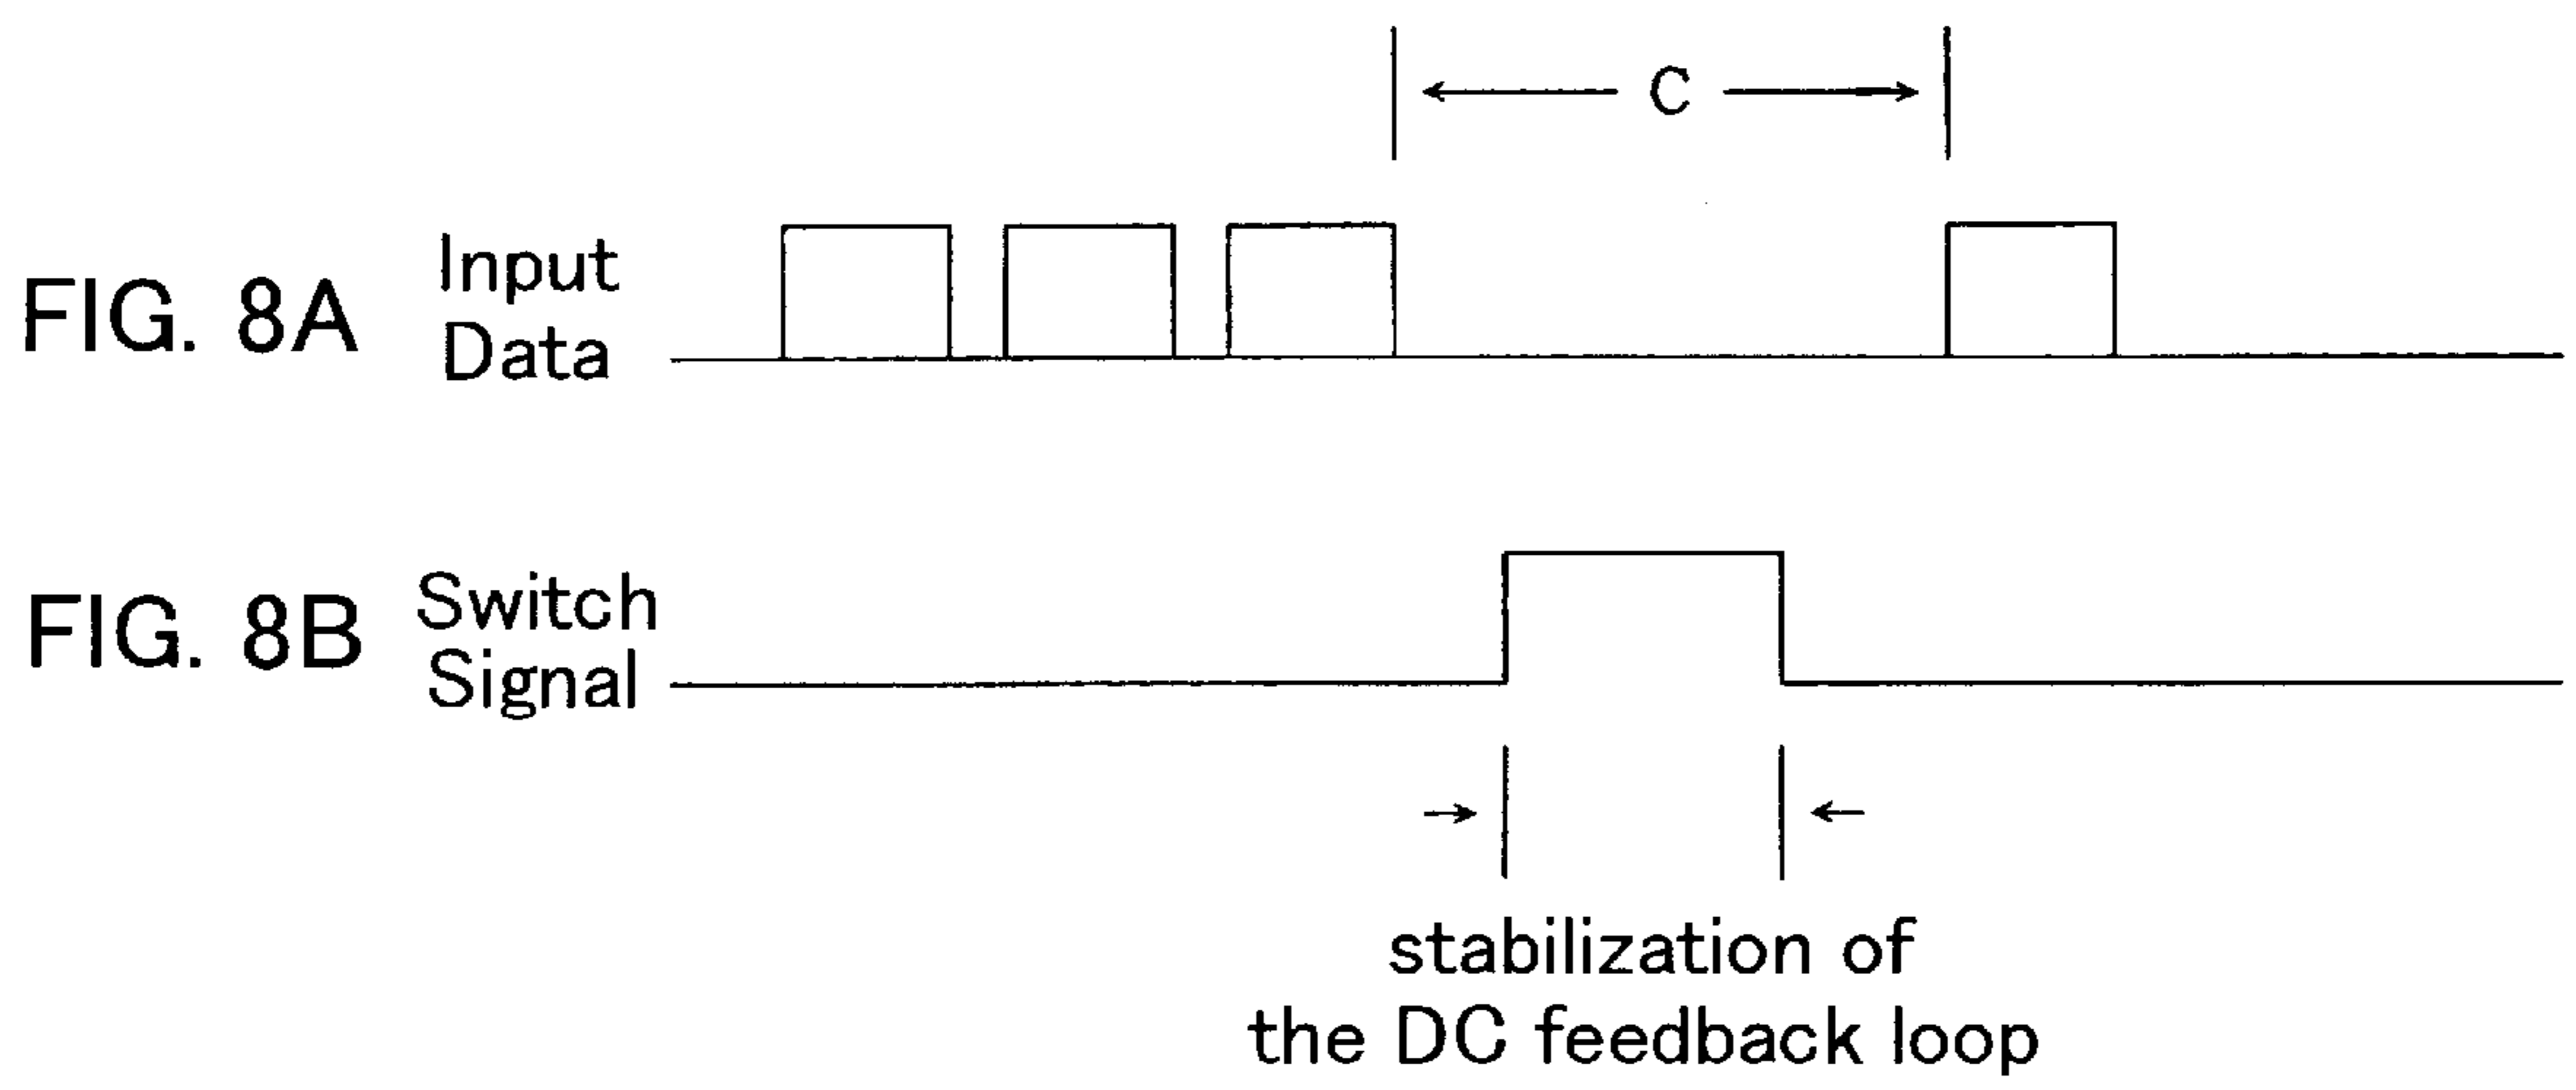 C
FIG. 8A
Input
Data
FIG. 8B
Switch
Signal
stabilization of
the DC feedback loop